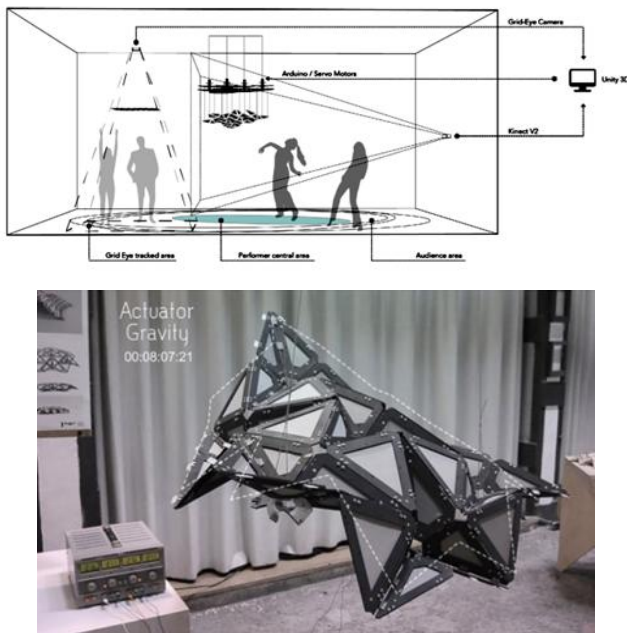 Grid-Eye Camera
Arduino / Servo Motors
Unity 3D
Kinect V2
Grid Eye tracked area
Performer central area
Audience area
Actuator
Gravity
00:08:07:21